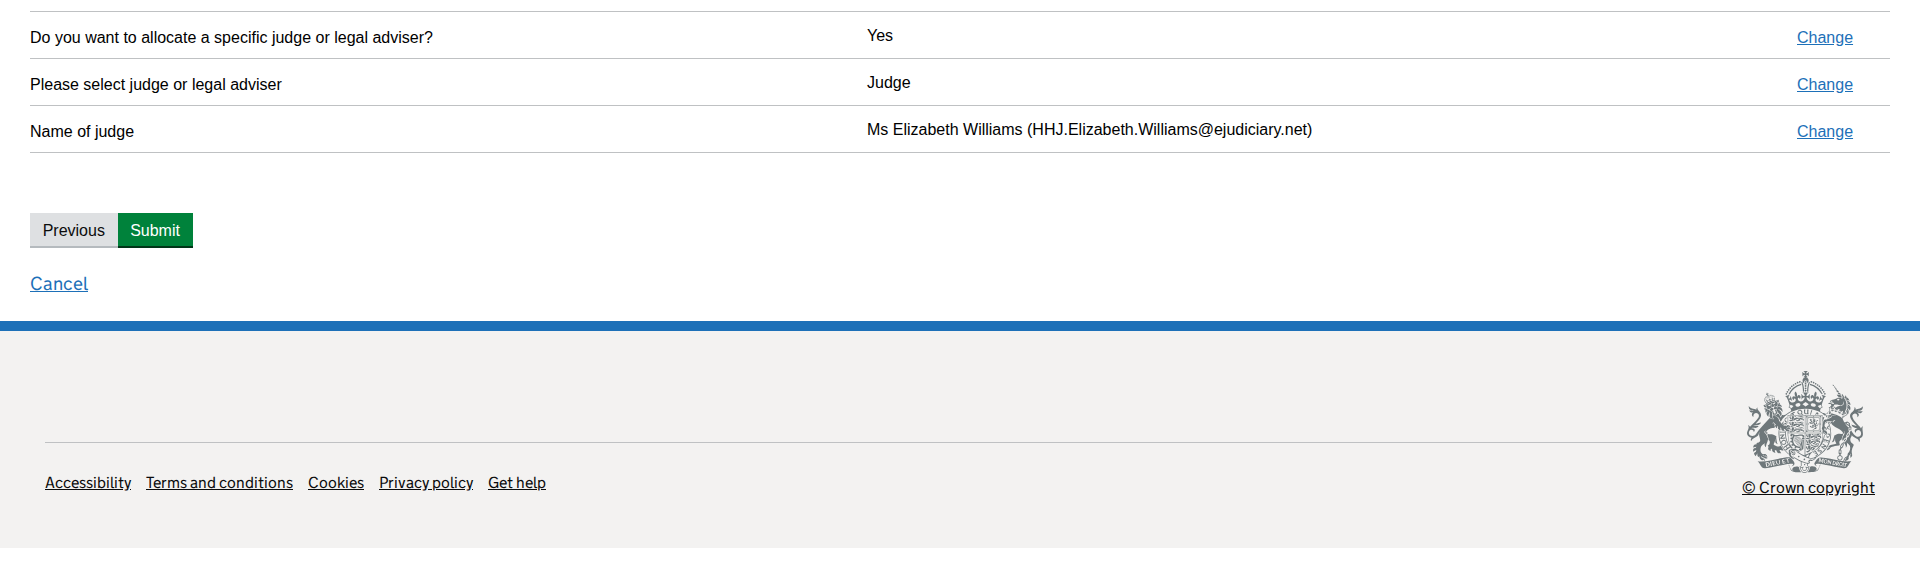 Do you want to allocate a specific judge or legal adviser? Yes Change
Please select judge or legal adviser Judge Change
Name of judge Ms Elizabeth Williams (HHJ.Elizabeth.Williams@ejudiciary.net) Change
Previous Submit
Cancel
Accessibility Terms and conditions Cookies Privacy policy Get help
© Crown copyright